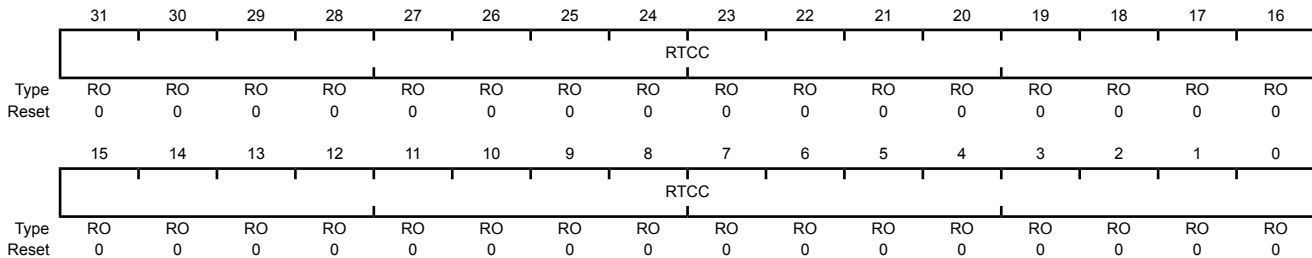 31 30 29 28 27 26 25 24 23 22 21 20 19 18 17 16
RTCC
Type RO RO RO RO RO RO RO RO RO RO RO RO RO RO RO RO
Reset 0 0 0 0 0 0 0 0 0 0 0 0 0 0 0 0
15 14 13 12 11 10 9 8 7 6 5 4 3 2 1 0
RTCC
Type RO RO RO RO RO RO RO RO RO RO RO RO RO RO RO RO
Reset 0 0 0 0 0 0 0 0 0 0 0 0 0 0 0 0